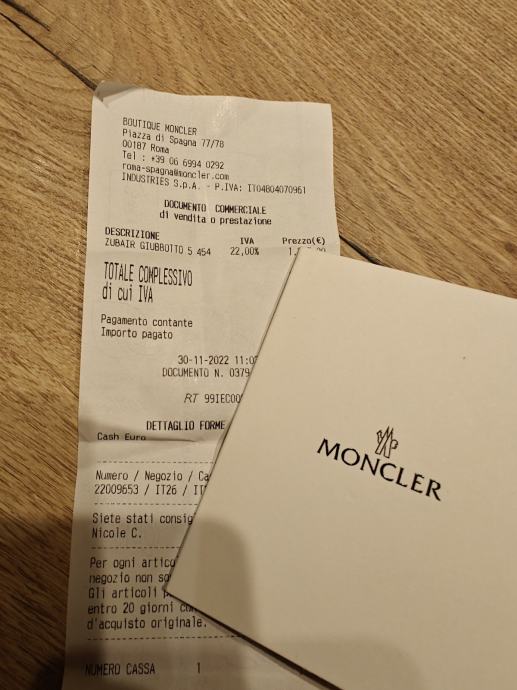 BOUTIQUE MONCLER
Piazza di Spagna 77/78
00187 Roma
Tel : +39 06 6994 0292
roma-spagna@moncler.com
INDUSTRIES S.p.A. - P.IVA: IT04804070961
DOCUMENTO COMMERCIALE
di vendita o prestazione
DESCRIZIONE IVA Prezzo(€)
ZUBAIR GIUBBOTTO 5 454 22,00%
TOTALE COMPLESSIVO
di cui IVA
Pagamento contante
Importo pagato
30-11-2022
DOCUMENTO N. 0379
RT 99IEC00
DETTAGLIO FORME
Cash Euro
Numero / Negozio /
22009653 / IT26 /
Siete stati
Nicole C.
Per ogni
negozio non
Gli articoli
entro 20 giorni
d'acquisto originale.
NUMERO CASSA 1
MONCLER